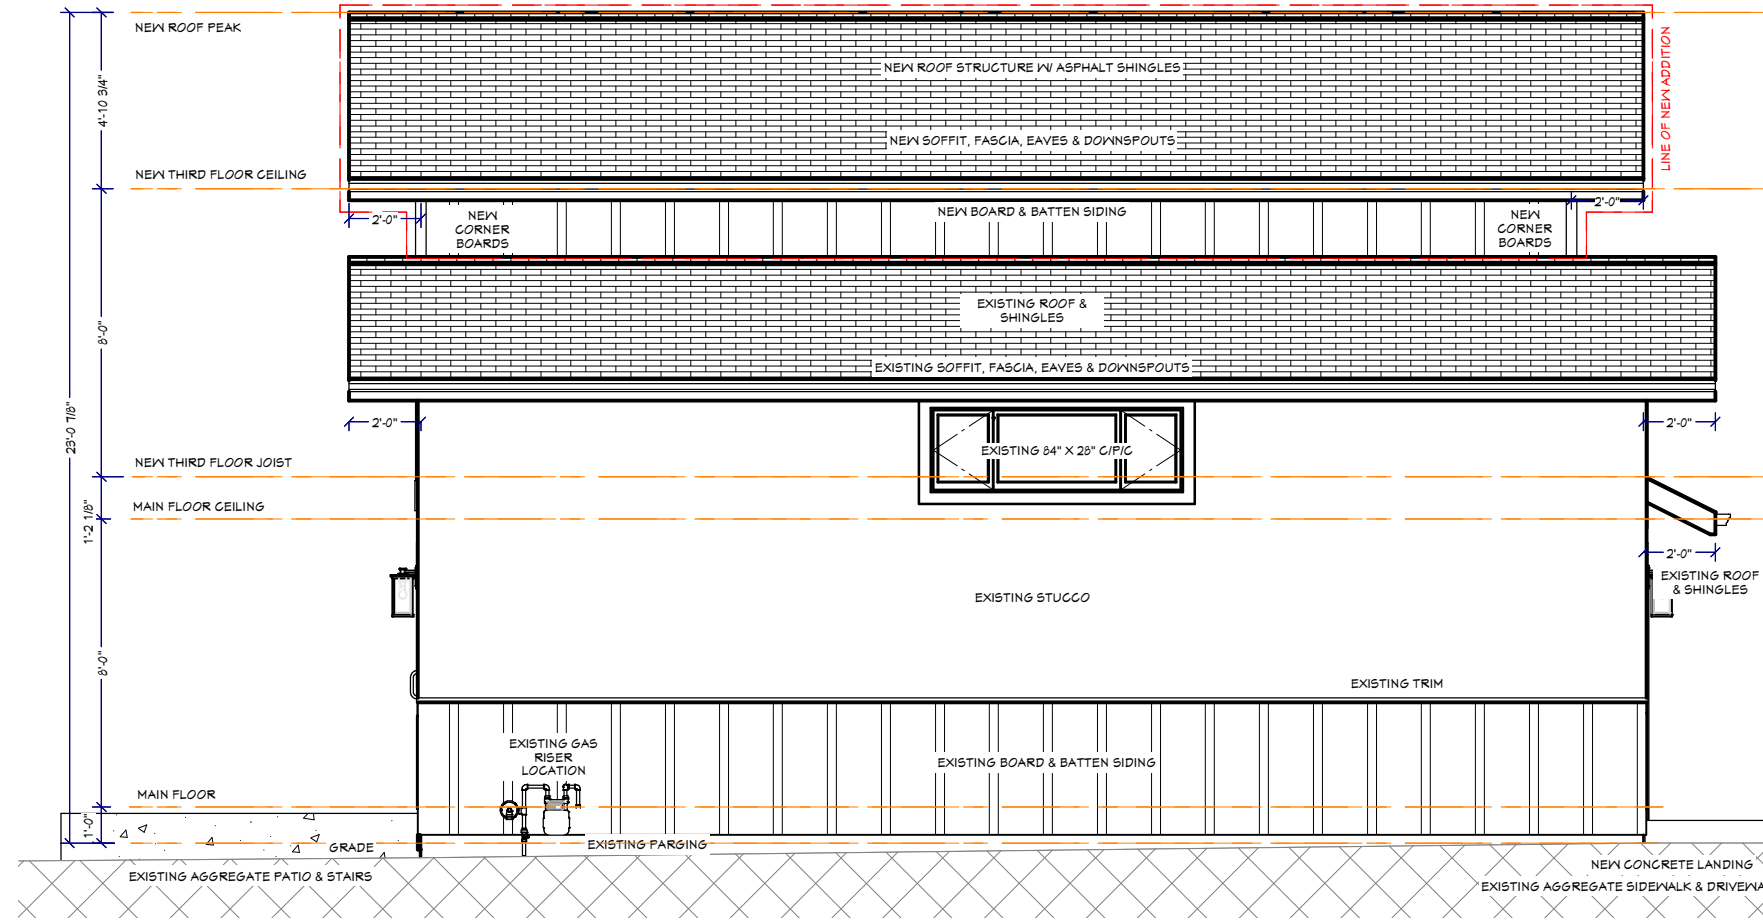 NEW ROOF PEAK
4'-10 3/4"
NEW ROOF STRUCTURE W/ ASPHALT SHINGLES
LINE OF NEW ADDITION
NEW SOFFIT, FASCIA, EAVES & DOWNSPOUTS
NEW THIRD FLOOR CEILING
2'-0"
NEW
CORNER
BOARDS
NEW BOARD & BATTEN SIDING
NEW
CORNER
BOARDS
2'-0"
EXISTING ROOF &
SHINGLES
8'-0"
EXISTING SOFFIT, FASCIA, EAVES & DOWNSPOUTS
23'-0 7/8"
2'-0"
2'-0"
EXISTING 84" X 28" C/P/C
NEW THIRD FLOOR JOIST
1'-2 1/8"
MAIN FLOOR CEILING
2'-0"
EXISTING ROOF
& SHINGLES
EXISTING STUCCO
8'-0"
EXISTING TRIM
EXISTING GAS
RISER
LOCATION
EXISTING BOARD & BATTEN SIDING
MAIN FLOOR
1'-0"
GRADE
EXISTING PARGING
NEW CONCRETE LANDING
EXISTING AGGREGATE PATIO & STAIRS
EXISTING AGGREGATE SIDEWALK & DRIVEWA